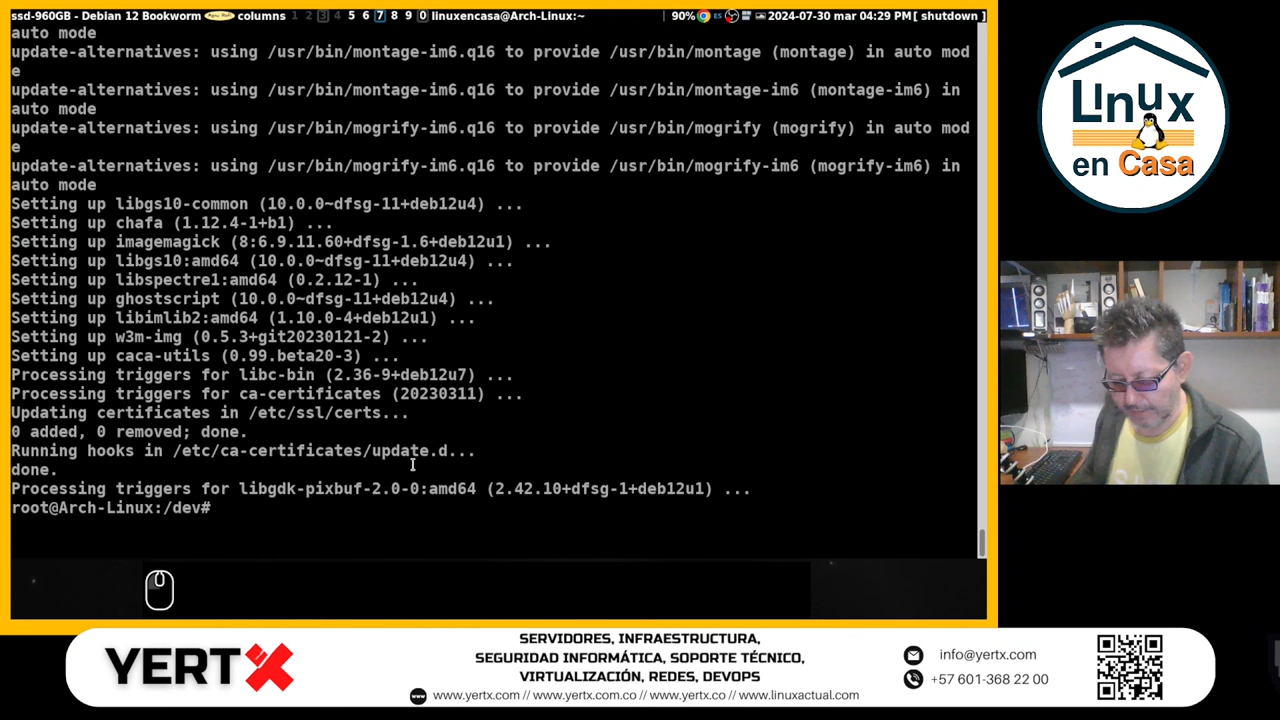 ssd-960GB - Debian 12 Bookworm columns 1 2 3 4 5 6 7 8 9 0 linuxencasa@Arch-Linux:~ 90% ES 2024-07-30 mar 04:29 PM[ shutdown ]
auto mode
update-alternatives: using /usr/bin/montage-im6.q16 to provide /usr/bin/montage (montage) in auto mod
e
update-alternatives: using /usr/bin/montage-im6.q16 to provide /usr/bin/montage-im6 (montage-im6) in
auto mode
update-alternatives: using /usr/bin/mogrify-im6.q16 to provide /usr/bin/mogrify (mogrify) in auto mod
e
update-alternatives: using /usr/bin/mogrify-im6.q16 to provide /usr/bin/mogrify-im6 (mogrify-im6) in
auto mode
Setting up libgs10-common (10.0.0~dfsg-11+deb12u4) ...
Setting up chafa (1.12.4-1+b1) ...
Setting up imagemagick (8:6.9.11.60+dfsg-1.6+deb12u1) ...
Setting up libgs10:amd64 (10.0.0~dfsg-11+deb12u4) ...
Setting up libspectre1:amd64 (0.2.12-1) ...
Setting up ghostscript (10.0.0~dfsg-11+deb12u4) ...
Setting up libimlib2:amd64 (1.10.0-4+deb12u1) ...
Setting up w3m-img (0.5.3+git20230121-2) ...
Setting up caca-utils (0.99.beta20-3) ...
Processing triggers for libc-bin (2.36-9+deb12u7) ...
Processing triggers for ca-certificates (20230311) ...
Updating certificates in /etc/ssl/certs...
0 added, 0 removed; done.
Running hooks in /etc/ca-certificates/update.d...
done.
Processing triggers for libgdk-pixbuf-2.0-0:amd64 (2.42.10+dfsg-1+deb12u1) ...
root@Arch-Linux:/dev#
Linux
en Casa
YERTX
SERVIDORES, INFRAESTRUCTURA,
SEGURIDAD INFORMÁTICA, SOPORTE TÉCNICO,
VIRTUALIZACIÓN, REDES, DEVOPS
www.yertx.com // www.yertx.com.co // www.yertx.co // www.linuxactual.com
info@yertx.com
+57 601-368 22 00